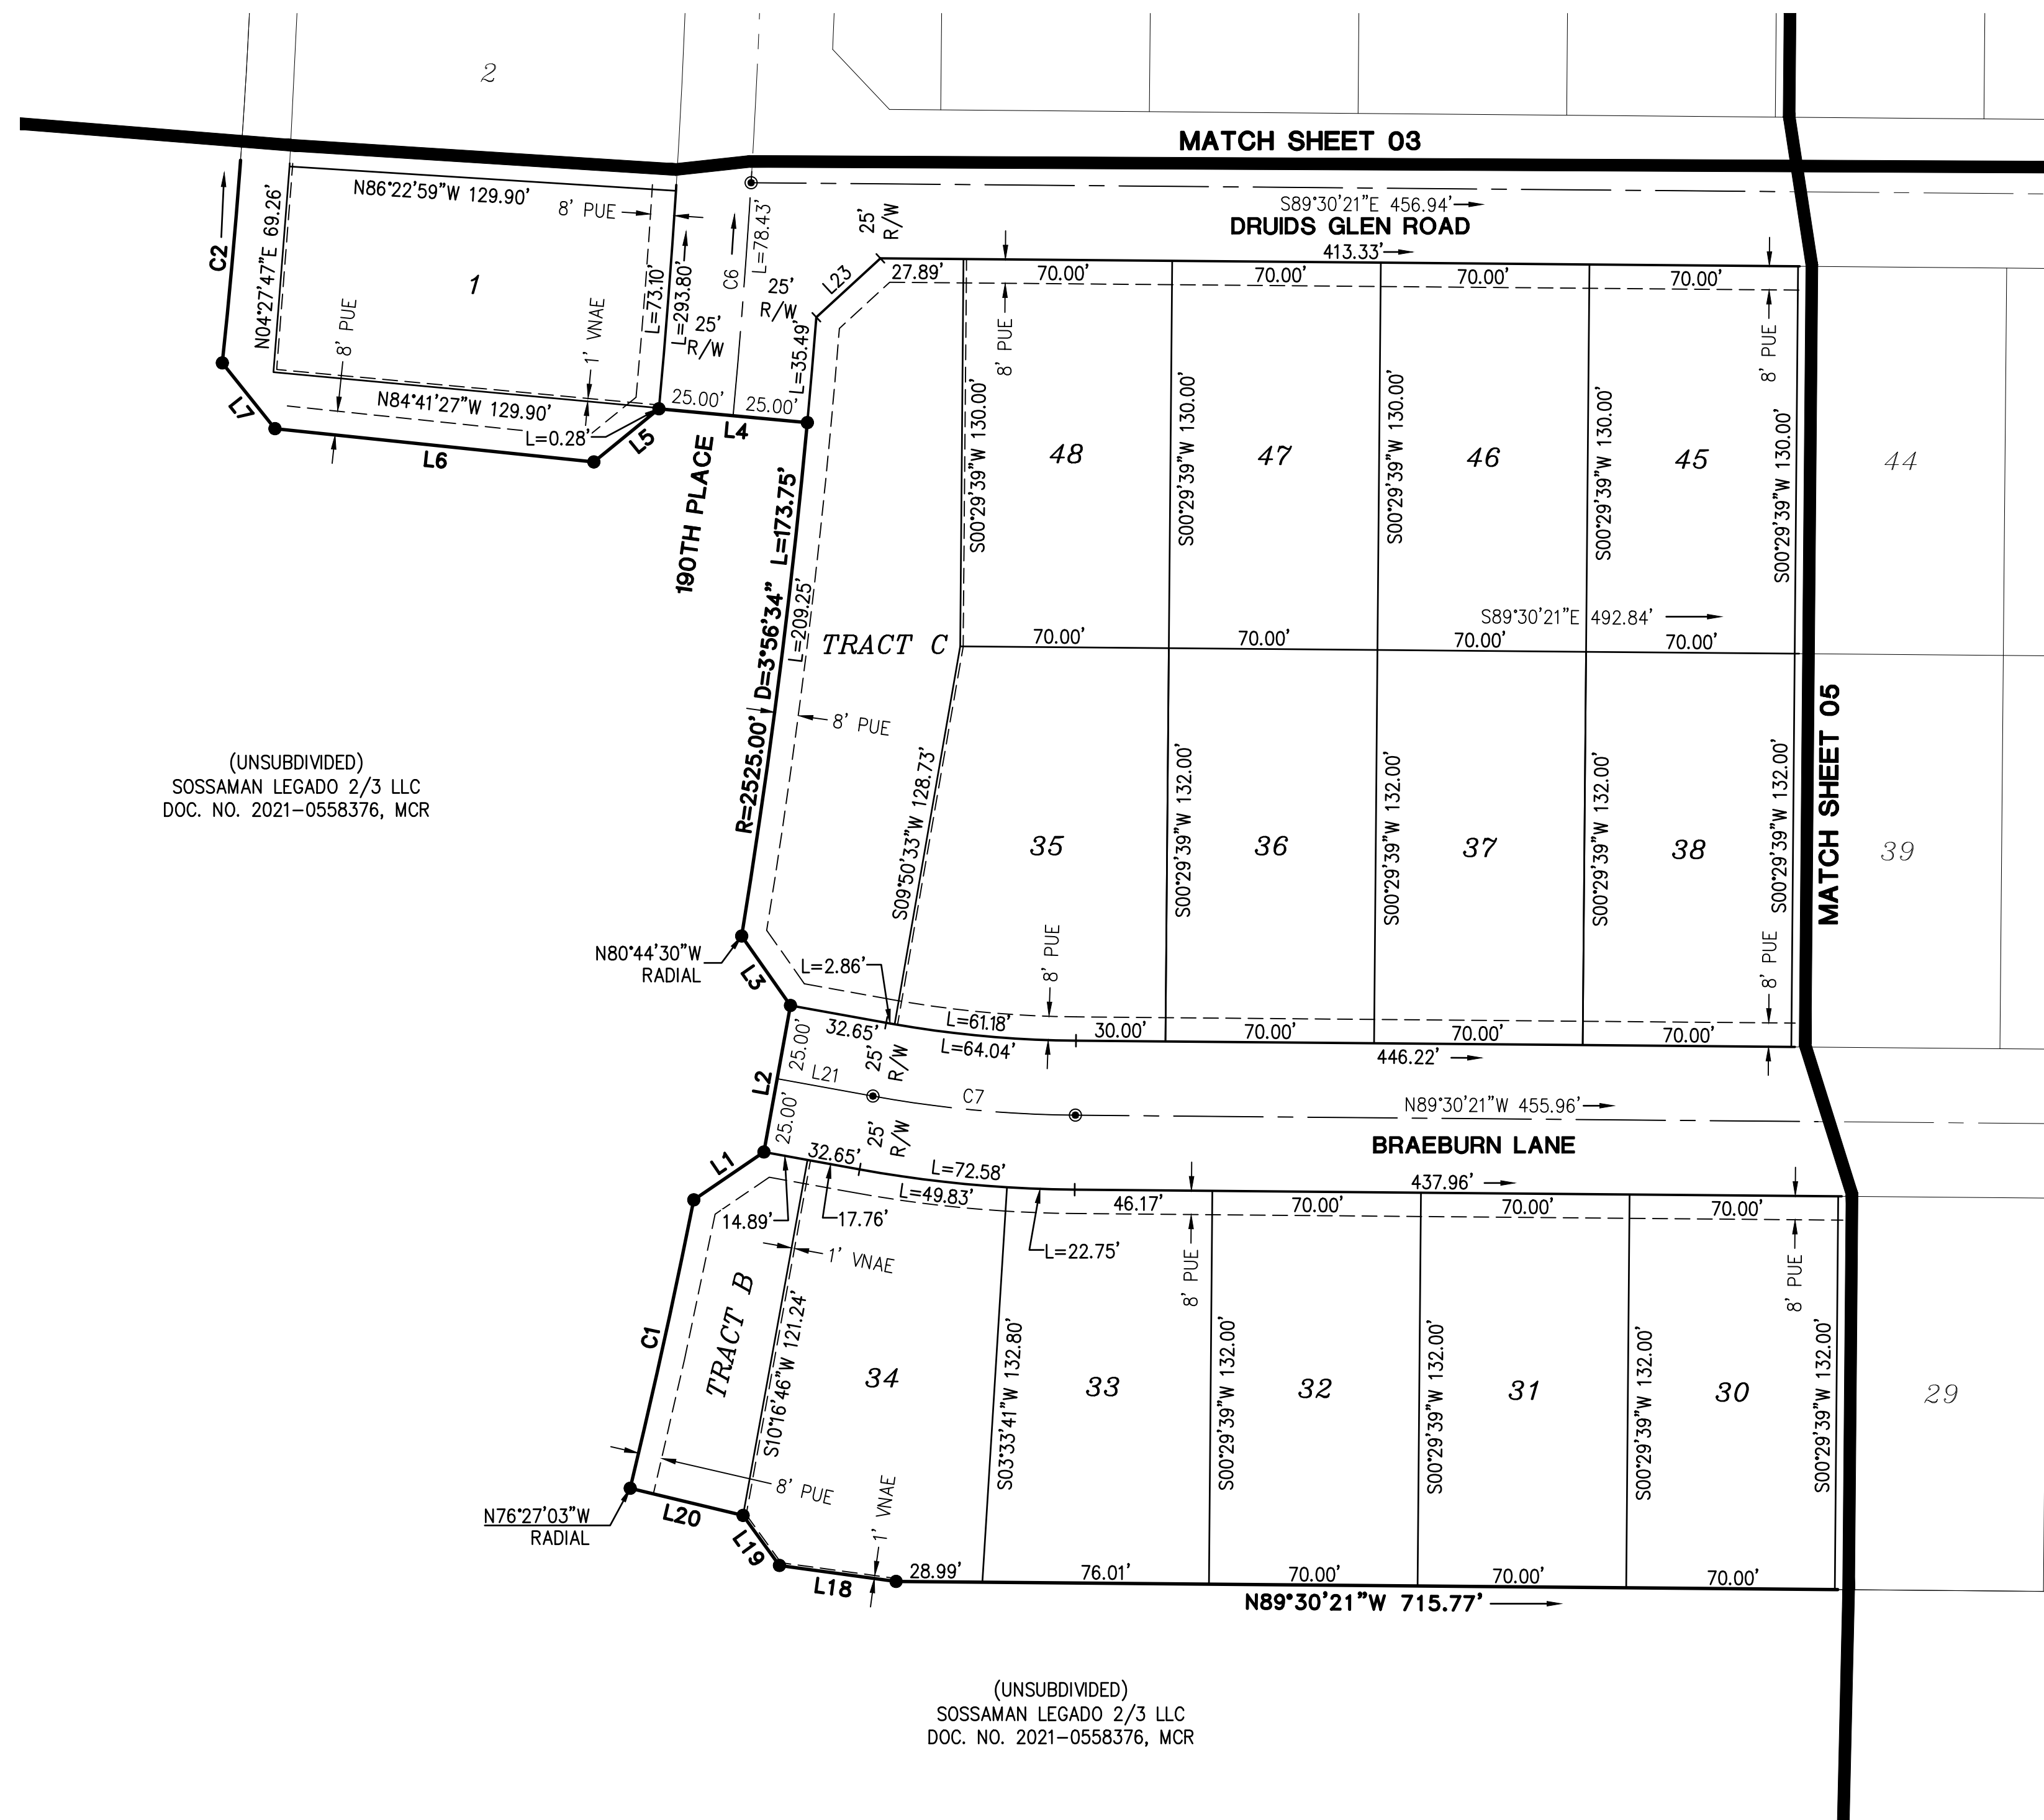 2
MATCH SHEET 03
N86°22'59"W 129.90'
8' PUE
25'
R/W
S89°30'21"E 456.94'
DRUIDS GLEN ROAD
413.33'
C2
N04°27'47"E 69.26'
1
8' PUE
1' VNAE
L=73.10'
L=293.80'
C6
L=78.43'
25'
R/W
25'
R/W
L23
L=35.49'
27.89'
70.00'
70.00'
70.00'
70.00'
8' PUE
8' PUE
N84°41'27"W 129.90'
25.00'
25.00'
L7
L=0.28'
L5
L4
L6
190TH PLACE
S00°29'39"W 130.00'
48
S00°29'39"W 130.00'
47
S00°29'39"W 130.00'
46
S00°29'39"W 130.00'
45
S00°29'39"W 130.00'
44
R=2525.00' D=3°56'34" L=173.75'
L=209.25'
TRACT C
S89°30'21"E 492.84'
70.00'
70.00'
70.00'
70.00'
8' PUE
MATCH SHEET 05
(UNSUBDIVIDED)
SOSSAMAN LEGADO 2/3 LLC
DOC. NO. 2021-0558376, MCR
S09°50'33"W 128.73'
35
S00°29'39"W 132.00'
36
S00°29'39"W 132.00'
37
S00°29'39"W 132.00'
38
S00°29'39"W 132.00'
39
N80°44'30"W
RADIAL
L3
L=2.86'
8' PUE
8' PUE
32.65'
L=61.18'
L=64.04'
30.00'
70.00'
70.00'
70.00'
446.22'
25.00'
25'
R/W
L2
L21
C7
N89°30'21"W 455.96'
25.00'
25'
R/W
BRAEBURN LANE
L1
32.65'
L=72.58'
L=49.83'
437.96'
46.17'
70.00'
70.00'
70.00'
14.89'
17.76'
L=22.75'
1' VNAE
8' PUE
8' PUE
C1
TRACT B
S10°16'46"W 121.24'
34
S03°33'41"W 132.80'
33
S00°29'39"W 132.00'
32
S00°29'39"W 132.00'
31
S00°29'39"W 132.00'
30
S00°29'39"W 132.00'
29
8' PUE
1' VNAE
N76°27'03"W
RADIAL
L20
L19
L18
28.99'
76.01'
70.00'
70.00'
70.00'
N89°30'21"W 715.77'
(UNSUBDIVIDED)
SOSSAMAN LEGADO 2/3 LLC
DOC. NO. 2021-0558376, MCR